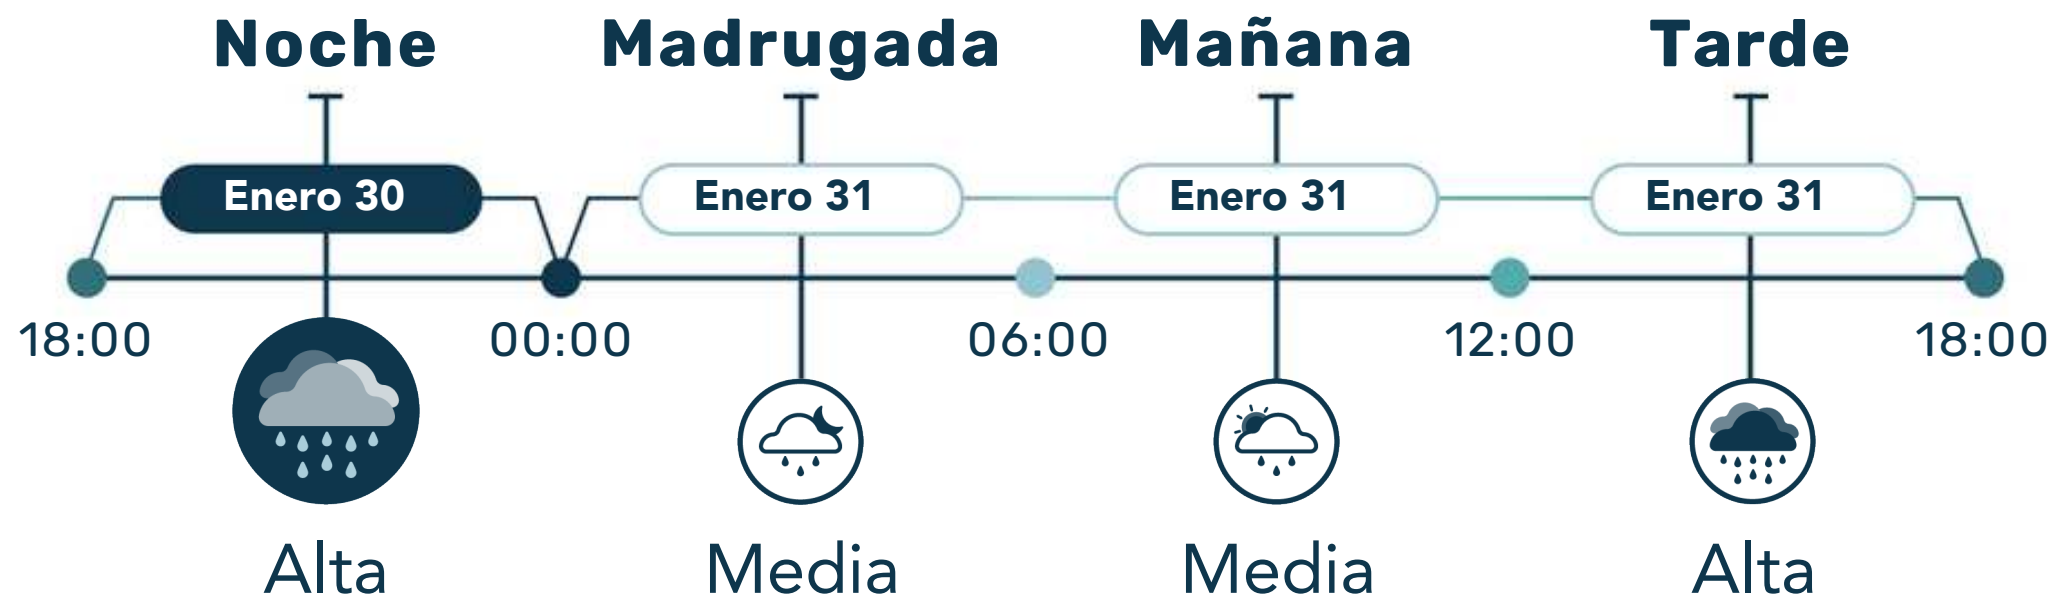 Noche Madrugada Mañana Tarde
Enero 30 Enero 31 Enero 31 Enero 31
18:00 00:00 06:00 12:00 18:00
Alta Media Media Alta